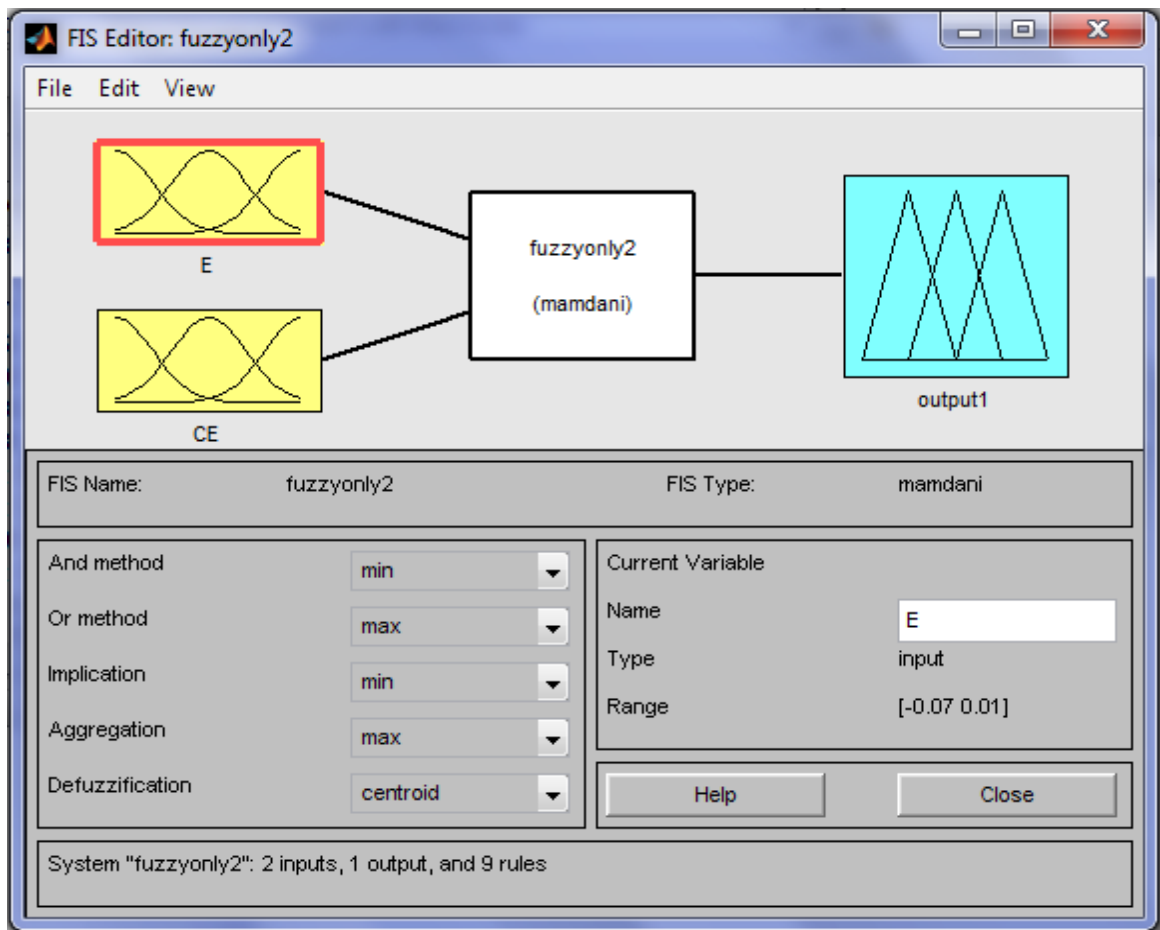 FIS Editor: fuzzyonly2
File Edit View
E
CE
fuzzyonly2
(mamdani)
output1
FIS Name: fuzzyonly2 FIS Type: mamdani
And method min
Or method max
Implication min
Aggregation max
Defuzzification centroid
Current Variable
Name E
Type input
Range [-0.07 0.01]
Help Close
System "fuzzyonly2": 2 inputs, 1 output, and 9 rules